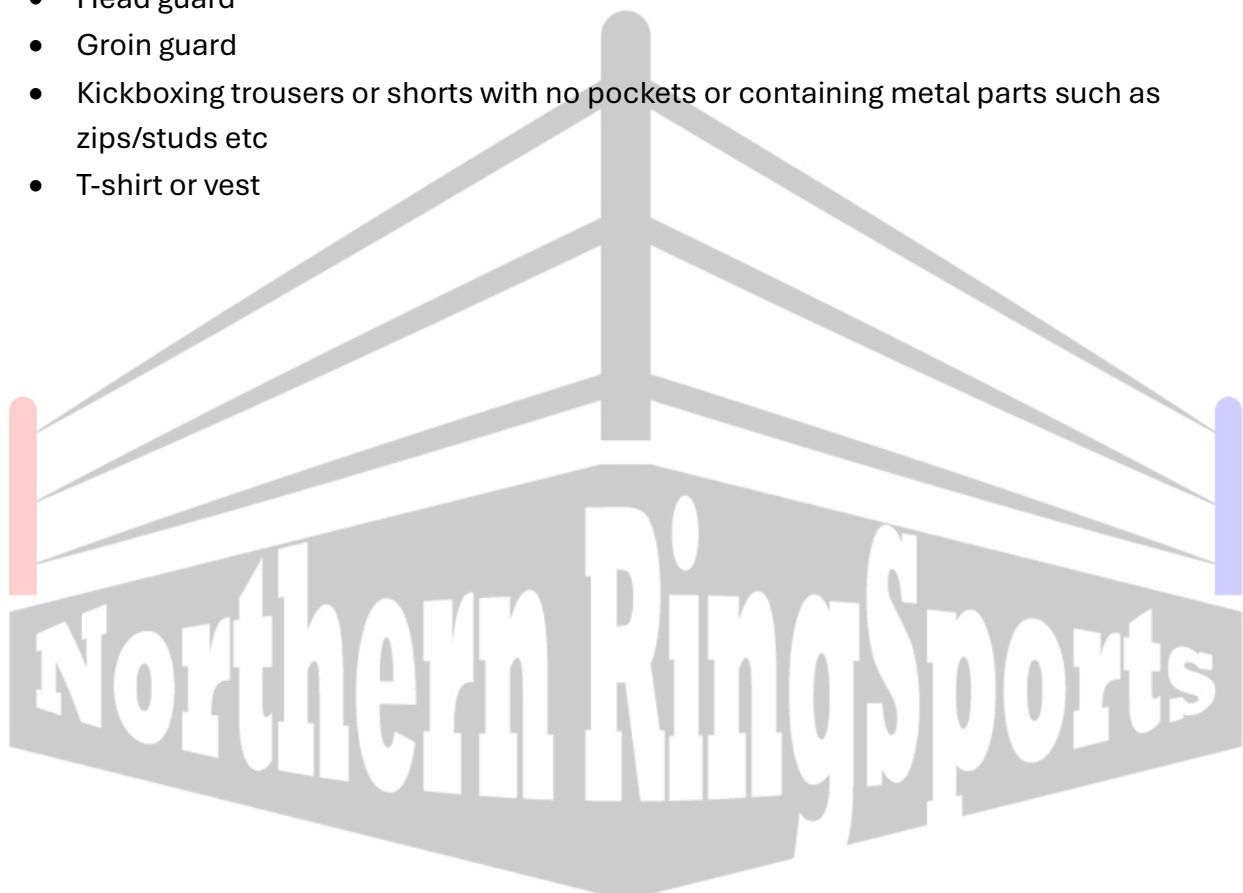 • Head guard
• Groin guard
• Kickboxing trousers or shorts with no pockets or containing metal parts such as
zips/studs etc
• T-shirt or vest
Northern RingSports